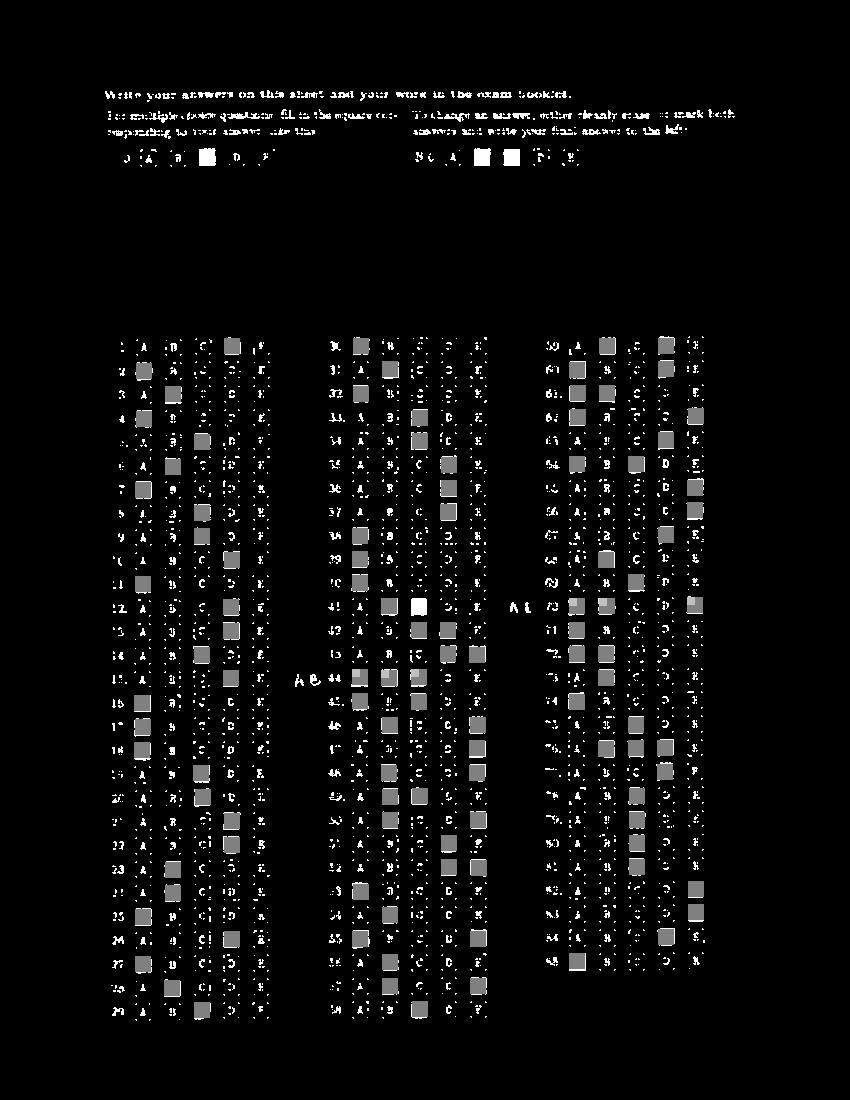 Write your answers on this sheet and your work in the exam booklet.
For multiple choice questions, fill in the square cor-
responding to your answer, like this:
A B D E
To change an answer, either cleanly erase or mark both
answers and write your final answer to the left:
A D E
1 A B C E
2 B C D E
3 A C D E
4 B C D E
5 A B D E
6 A C D E
7 B C D E
8 A B D E
9 A B D E
10 A B C E
11 B C D E
12 A B C E
13 A B C E
14 A B D E
15 A B C E
16 B C D E
17 B C D E
18 B C D E
19 A B D E
20 A B D E
21 A B C E
22 A B C E
23 A C D E
24 A C D E
25 B C D E
26 A B C E
27 B C D E
28 A C D E
29 A B D E
30 B C D E
31 A C D E
32 B C D E
33 A B D E
34 A B D E
35 A B C E
36 A B C E
37 A B C E
38 B C D E
39 B C D E
40 B C D E
41 A D E
42 A B E
43 A B C
AB 44 D E
45 B D E
46 A C D
47 A B C D
48 A C D
49 A D E
50 A C D
51 A B C E
52 A B C
53 B C D E
54 A C D E
55 B C D
56 A C D E
57 A C D
58 A B D E
59 A C E
60 B C E
61 C D E
62 B C D
63 A B C E
64 B D E
65 A B C D
66 A B C D
67 A B C E
68 A C D E
69 A B D E
70 C D
71 B C D E
72 C D E
73 A C D E
74 B C D E
75 A B D E
76 A E
77 A B C E
78 A B D E
79 A B D E
80 A B D E
81 A B D E
82 A B C D
83 A B C D
84 A B C E
85 B C D E